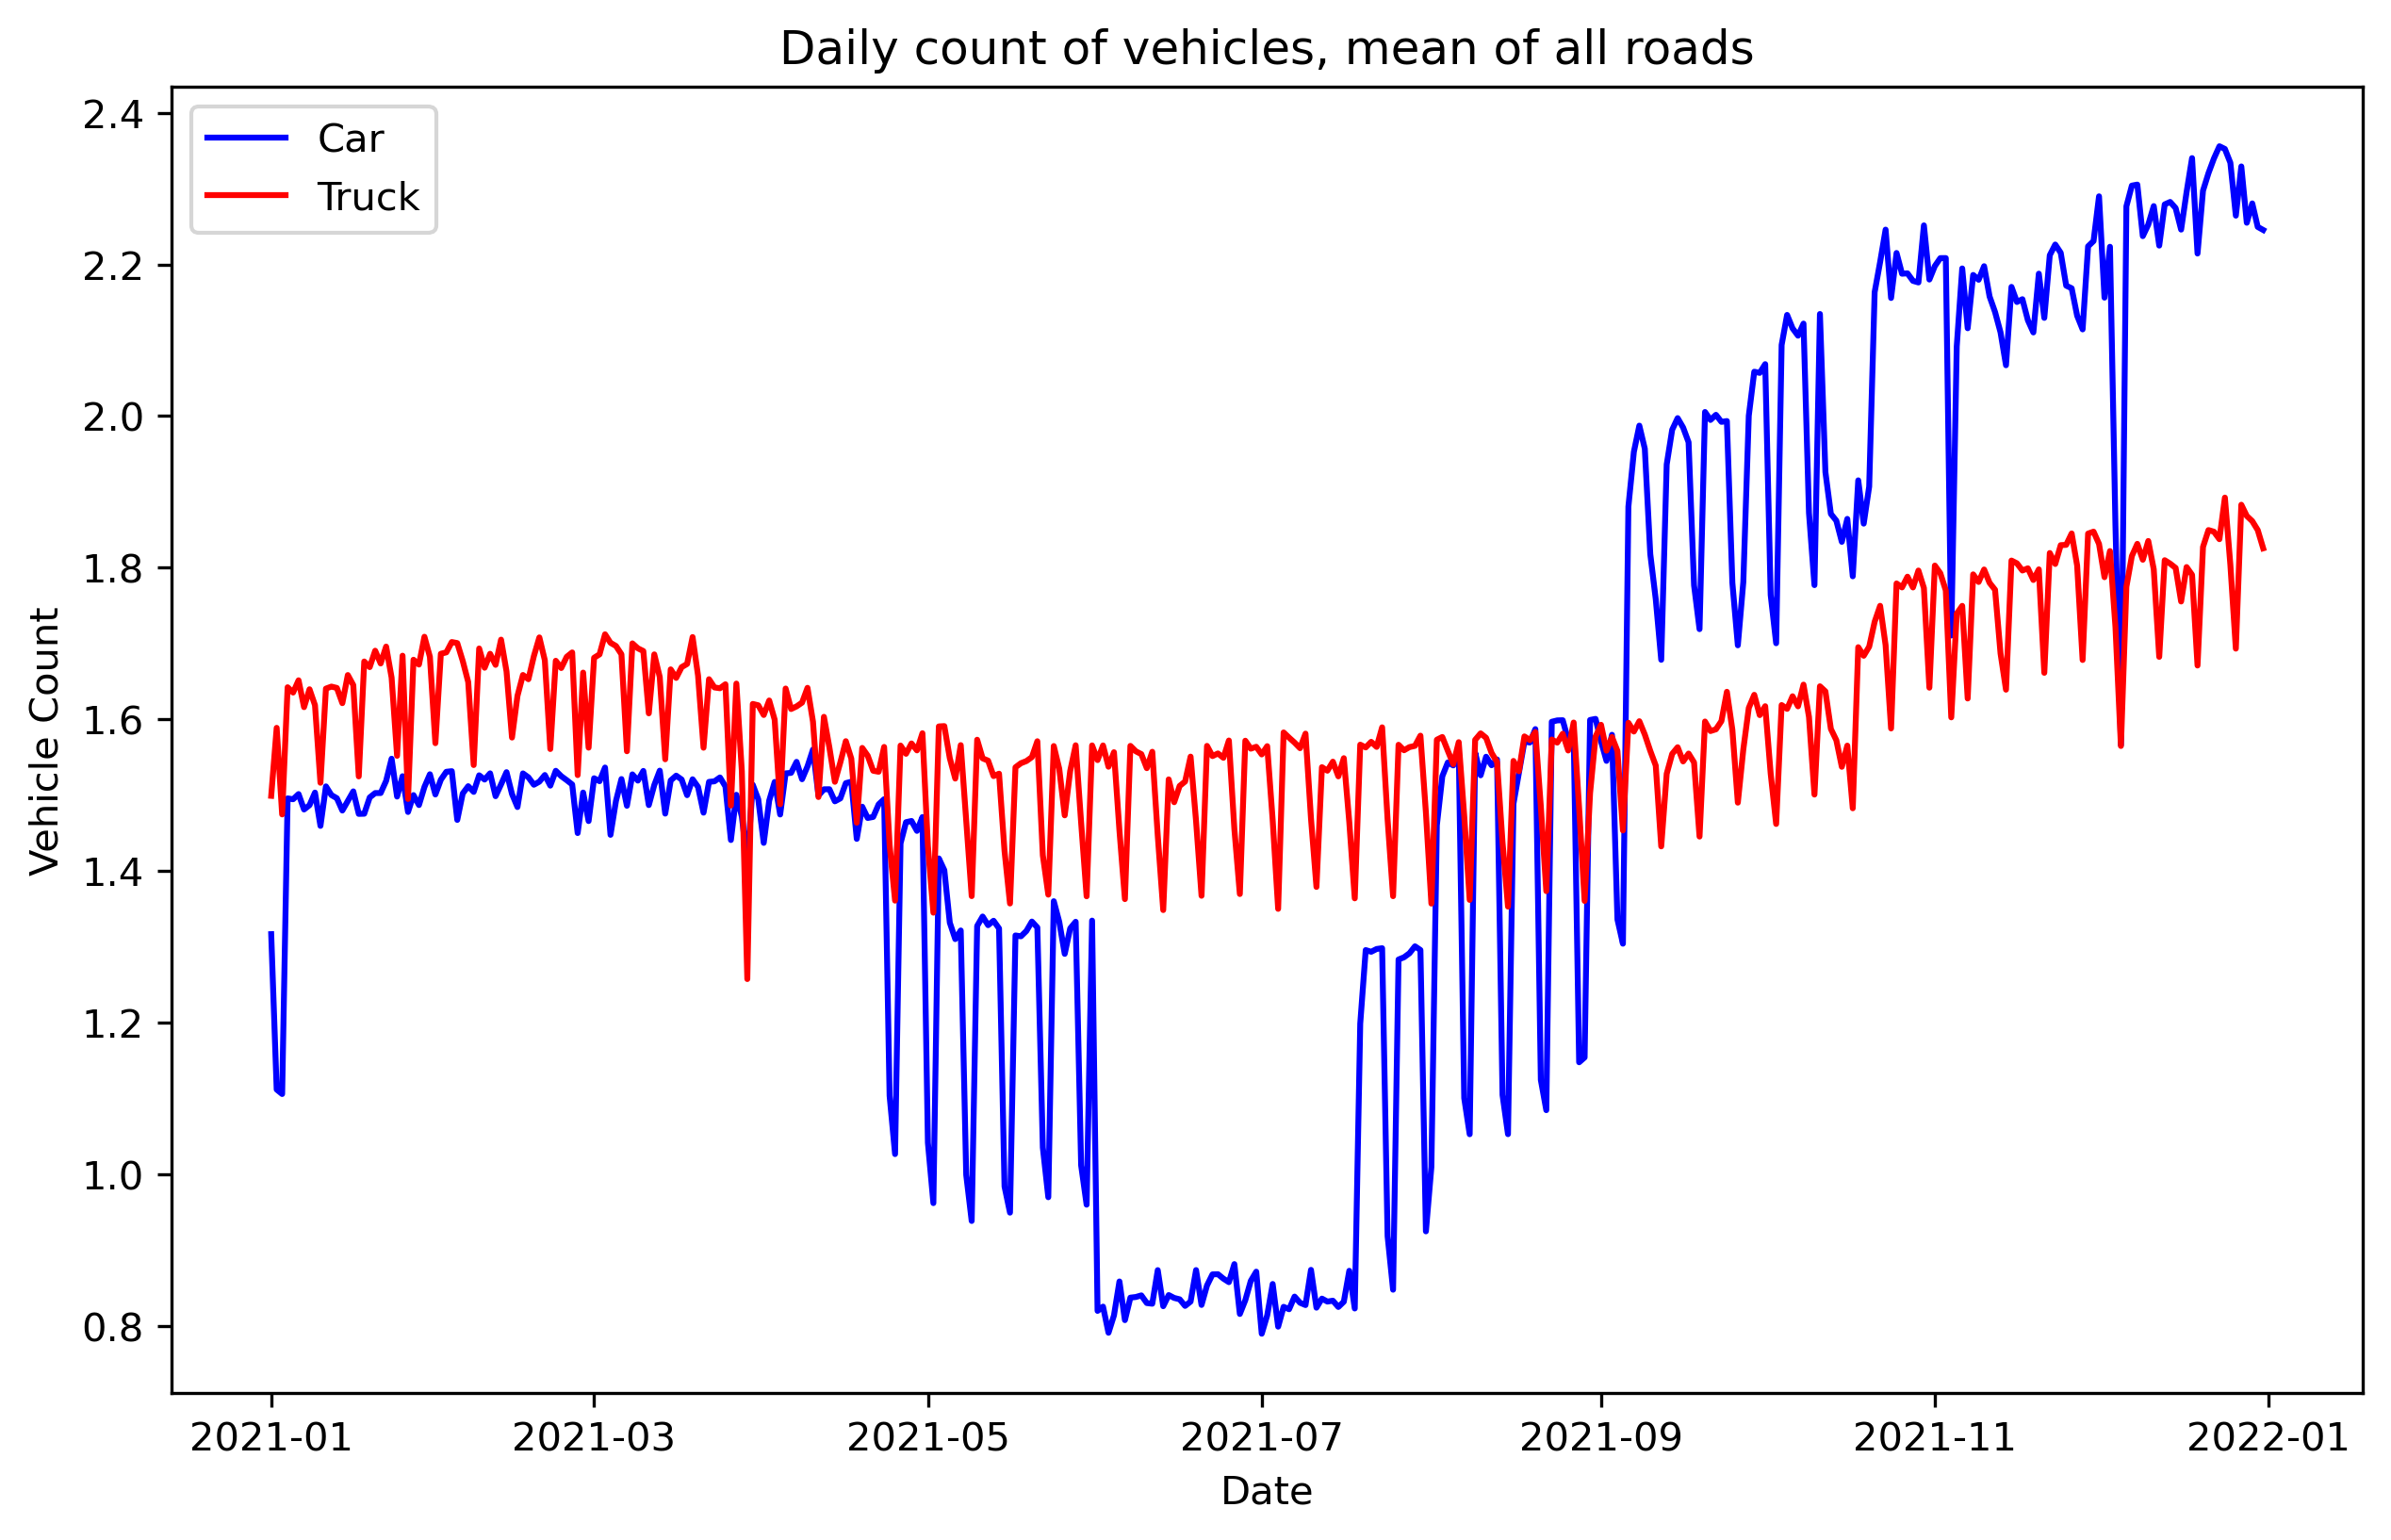 Daily count of vehicles, mean of all roads
Car
Truck
2.4
2.2
2.0
1.8
1.6
1.4
1.2
1.0
0.8
Vehicle Count
2021-01 2021-03 2021-05 2021-07 2021-09 2021-11 2022-01
Date